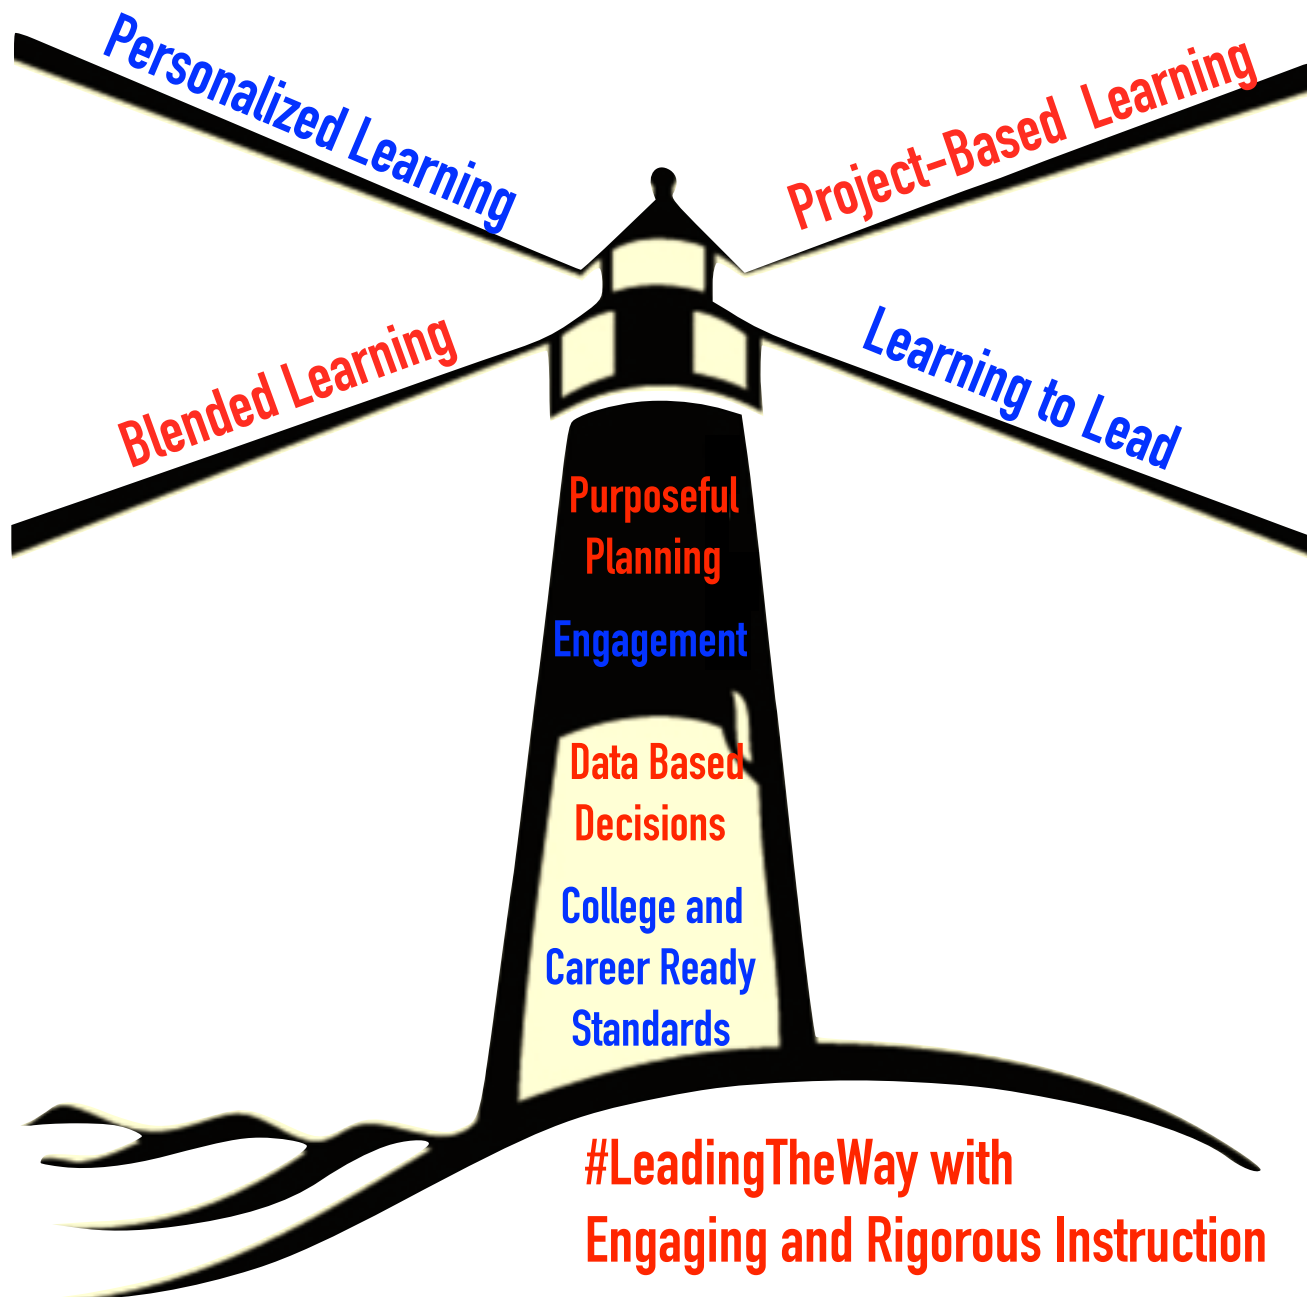 Personalized Learning
Project-Based Learning
Blended Learning
Learning to Lead
Purposeful
Planning
Engagement
Data Based
Decisions
College and
Career Ready
Standards
#LeadingTheWay with
Engaging and Rigorous Instruction